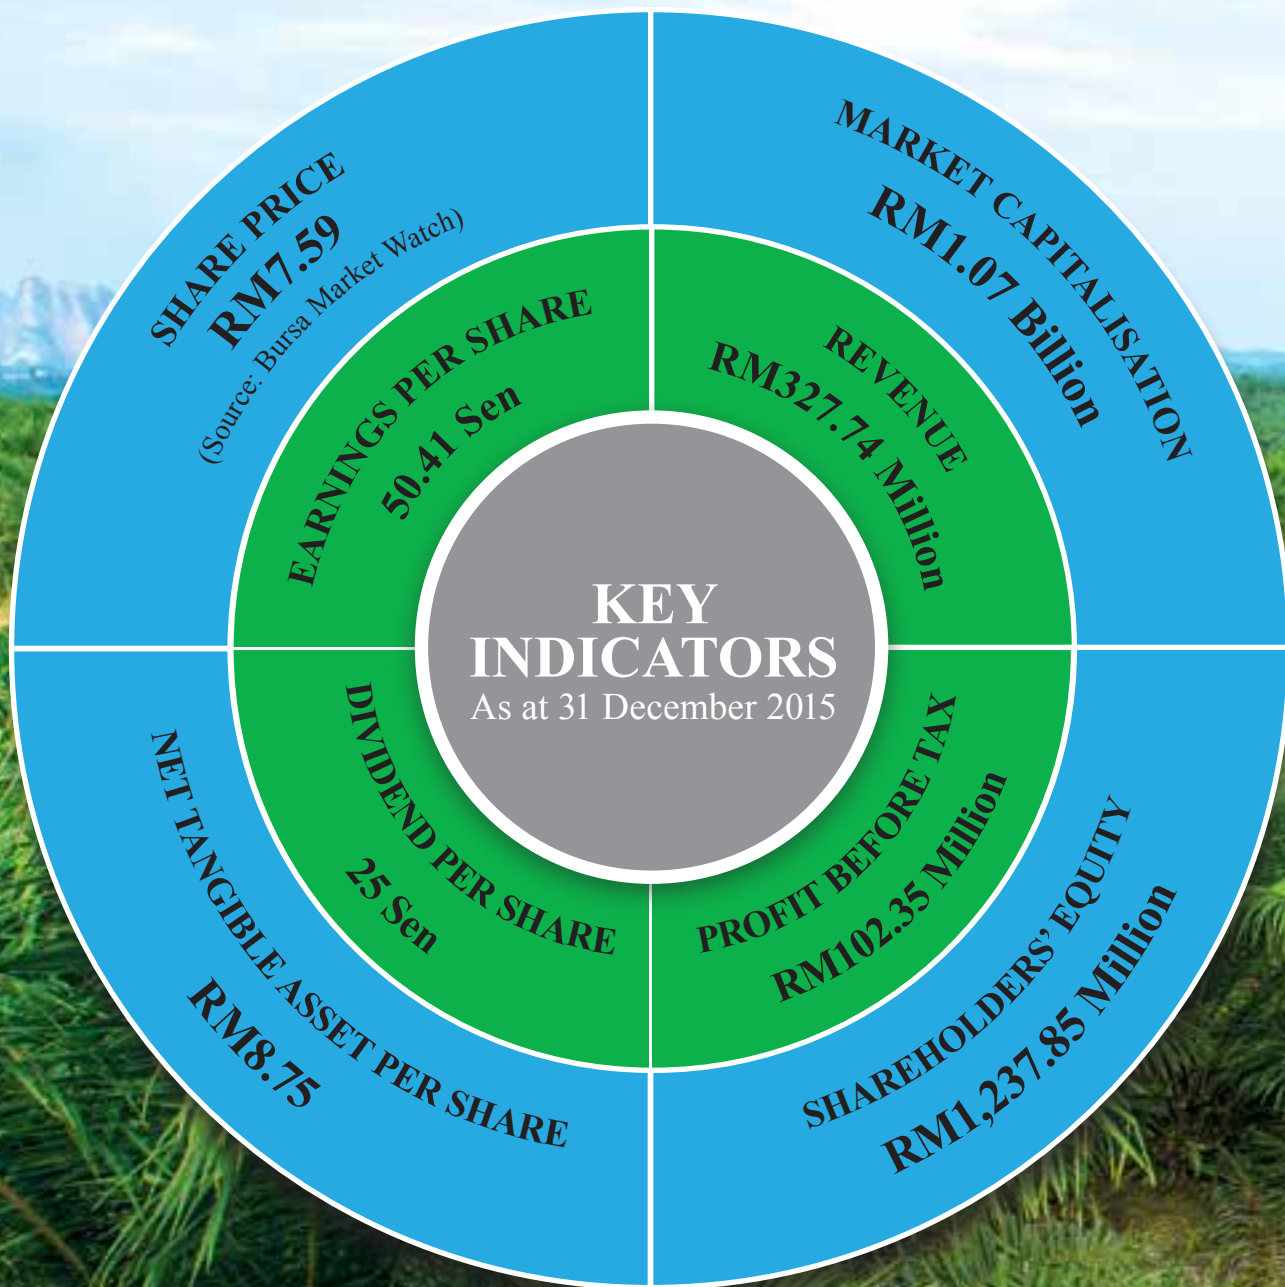 KEY
INDICATORS
As at 31 December 2015
SHARE PRICE
RM7.59
(Source: Bursa Market Watch)
MARKET CAPITALISATION
RM1.07 Billion
EARNINGS PER SHARE
50.41 Sen
REVENUE
RM327.74 Million
DIVIDEND PER SHARE
25 Sen
PROFIT BEFORE TAX
RM102.35 Million
NET TANGIBLE ASSET PER SHARE
RM8.75
SHAREHOLDERS’ EQUITY
RM1,237.85 Million